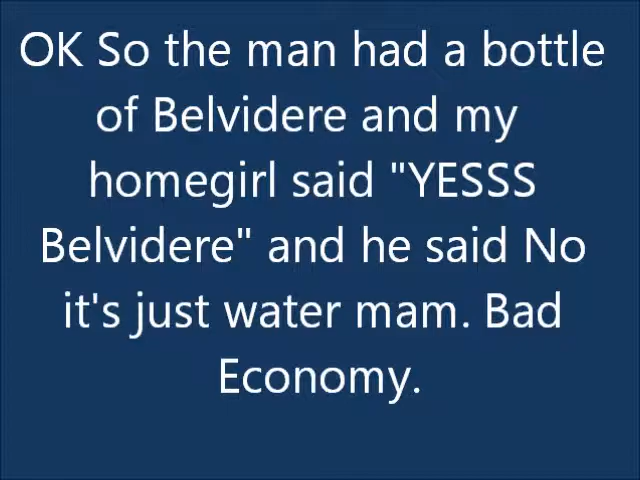 OK So the man had a bottle
of Belvidere and my
homegirl said "YESSS
Belvidere" and he said No
it's just water mam. Bad
Economy.